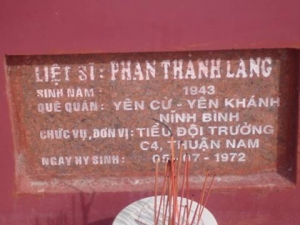 LIỆT SĨ : PHAN THANH LANG
SINH NĂM : 1943
QUÊ QUÁN : YÊN CỪ - YÊN KHÁNH
NINH BÌNH
CHỨC VỤ, ĐƠN VỊ : TIỂU ĐỘI TRƯỞNG
C4, THUẬN NAM
NGÀY HY SINH : 05-07-1972